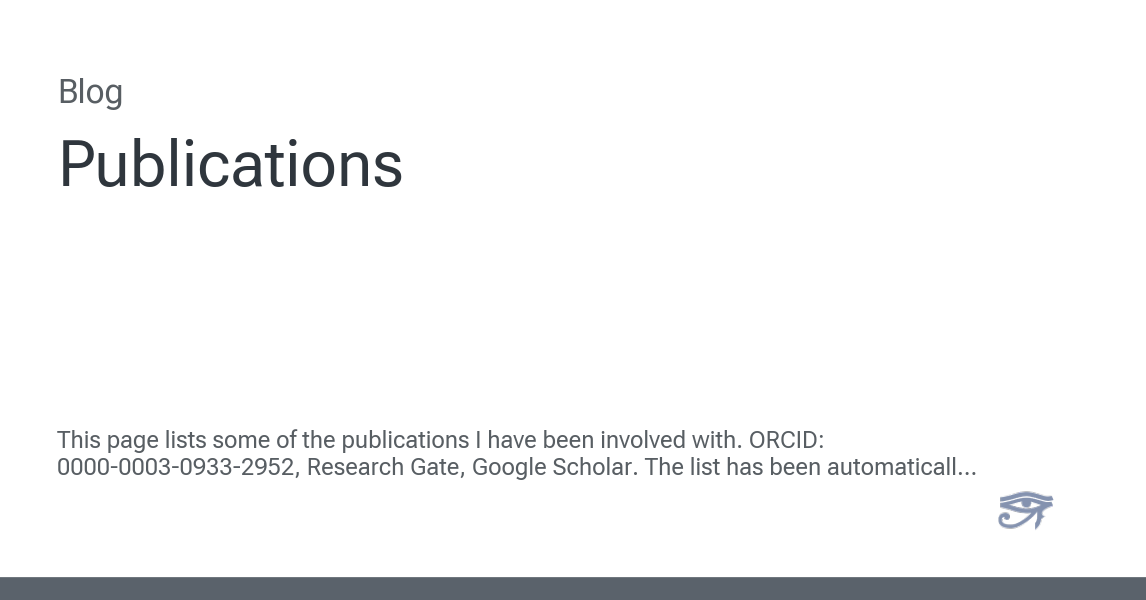 Blog
Publications
This page lists some of the publications I have been involved with. ORCID:
0000-0003-0933-2952, Research Gate, Google Scholar. The list has been automaticall...